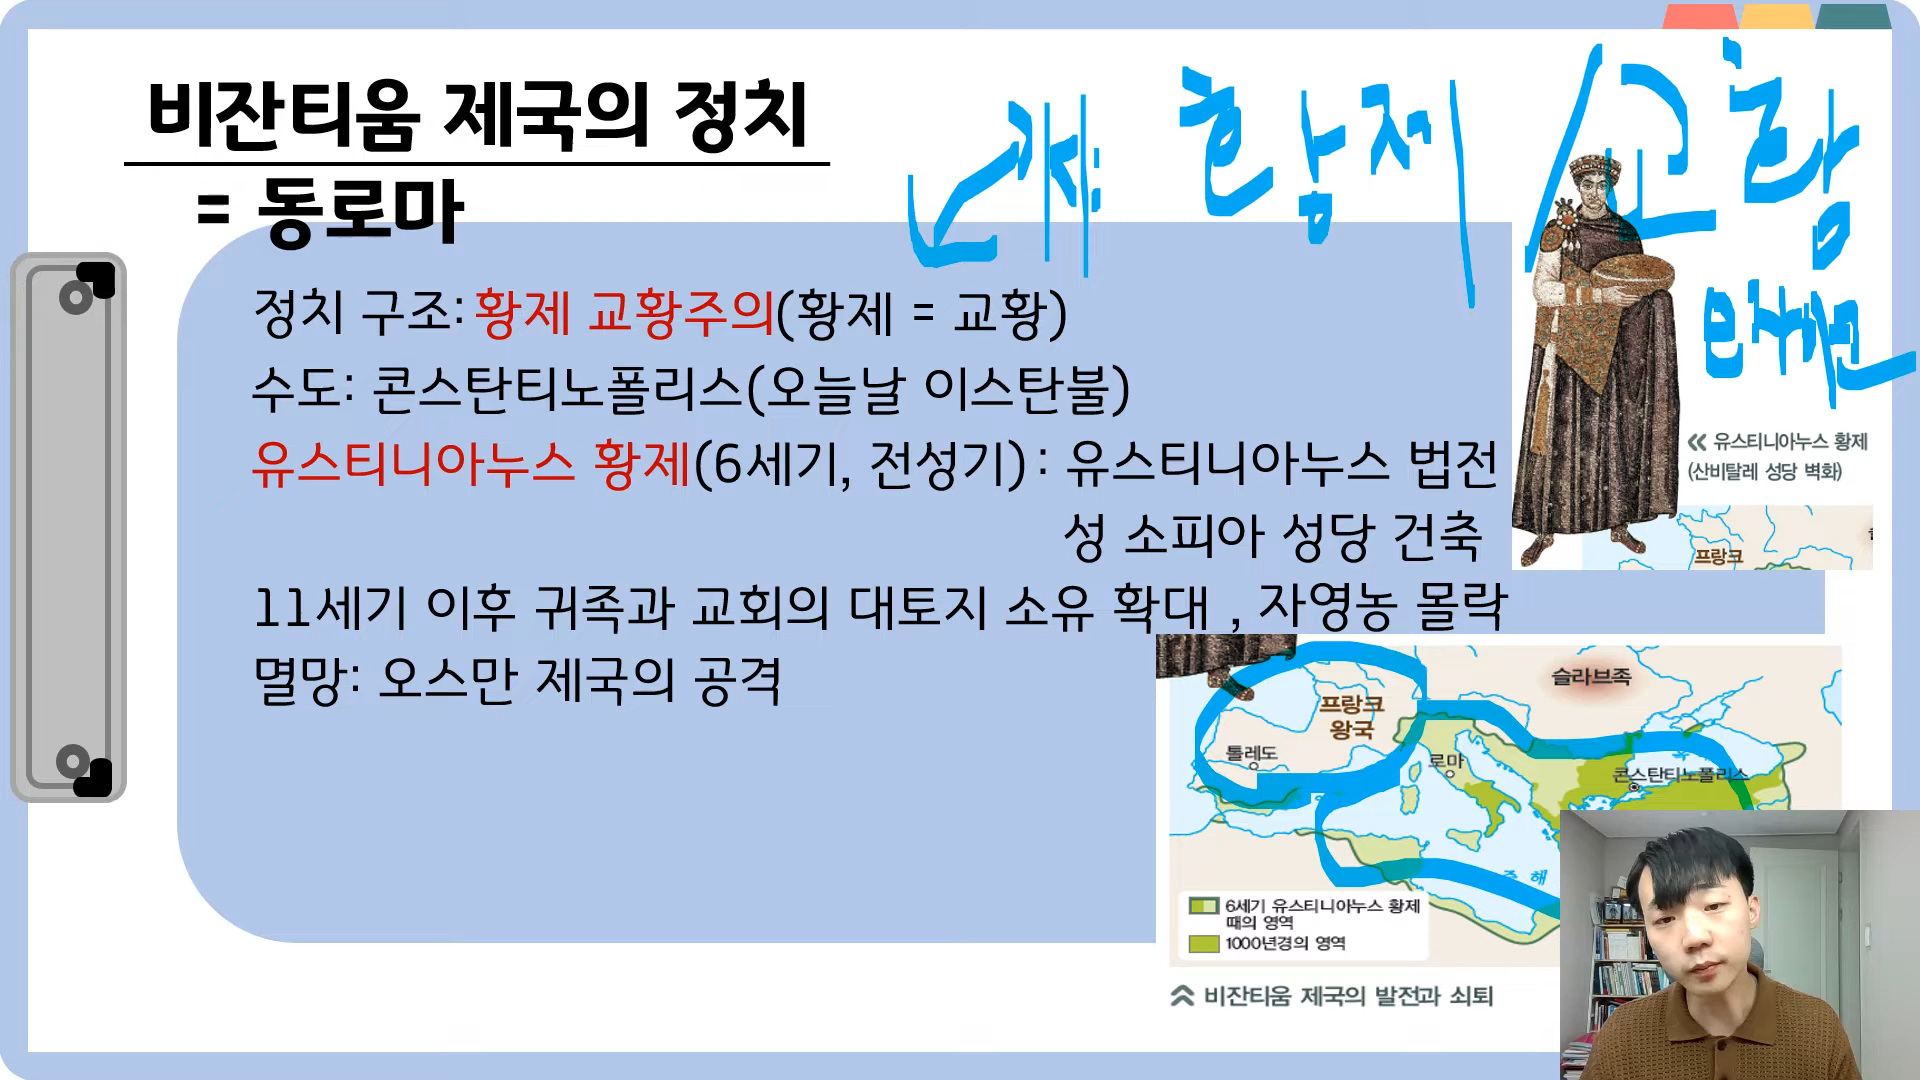 비잔티움 제국의 정치
= 동로마
황제 / 교황
정치 구조: 황제 교황주의(황제 = 교황)
수도: 콘스탄티노폴리스(오늘날 이스탄불)
유스티니아누스 황제(6세기, 전성기) : 유스티니아누스 법전
성 소피아 성당 건축
11세기 이후 귀족과 교회의 대토지 소유 확대 , 자영농 몰락
멸망: 오스만 제국의 공격
유스티니아누스 황제
(산비탈레 성당 벽화)
프랑크
슬라브족
프랑크
왕국
톨레도
로마
콘스탄티노폴리스
6세기 유스티니아누스 황제
때의 영역
1000년경의 영역
비잔티움 제국의 발전과 쇠퇴